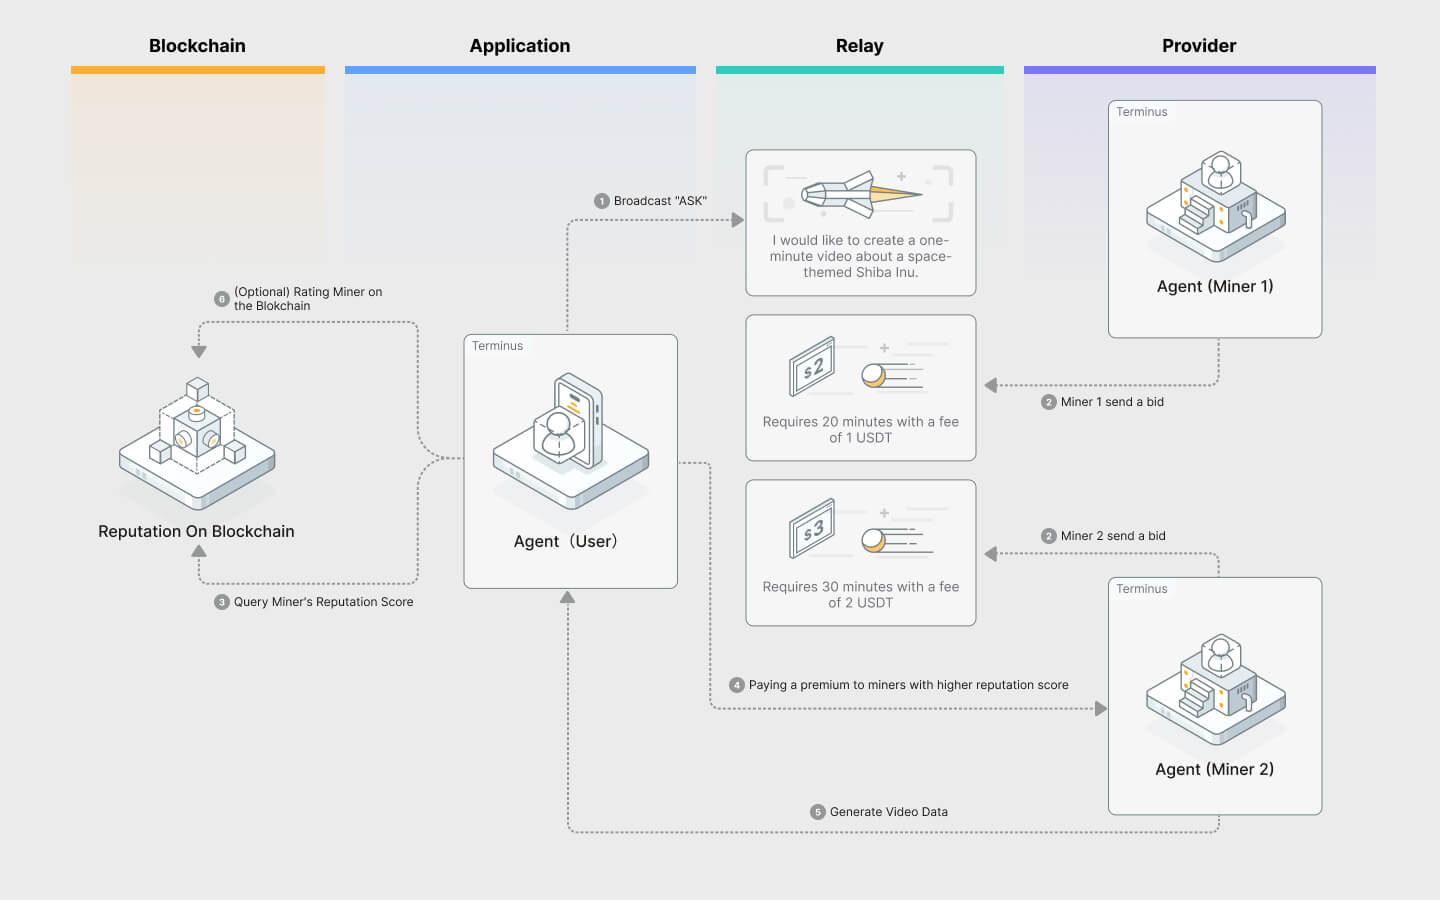 Blockchain
Application
Relay
Provider
Terminus
1 Broadcast "ASK"
I would like to create a one-
minute video about a space-
themed Shiba Inu.
Agent (Miner 1)
6 (Optional) Rating Miner on
the Blokchain
Terminus
$2
2 Miner 1 send a bid
Requires 20 minutes with a fee
of 1 USDT
Reputation On Blockchain
Agent（User）
$3
2 Miner 2 send a bid
Requires 30 minutes with a fee
of 2 USDT
3 Query Miner's Reputation Score
Terminus
4 Paying a premium to miners with higher reputation score
Agent (Miner 2)
5 Generate Video Data